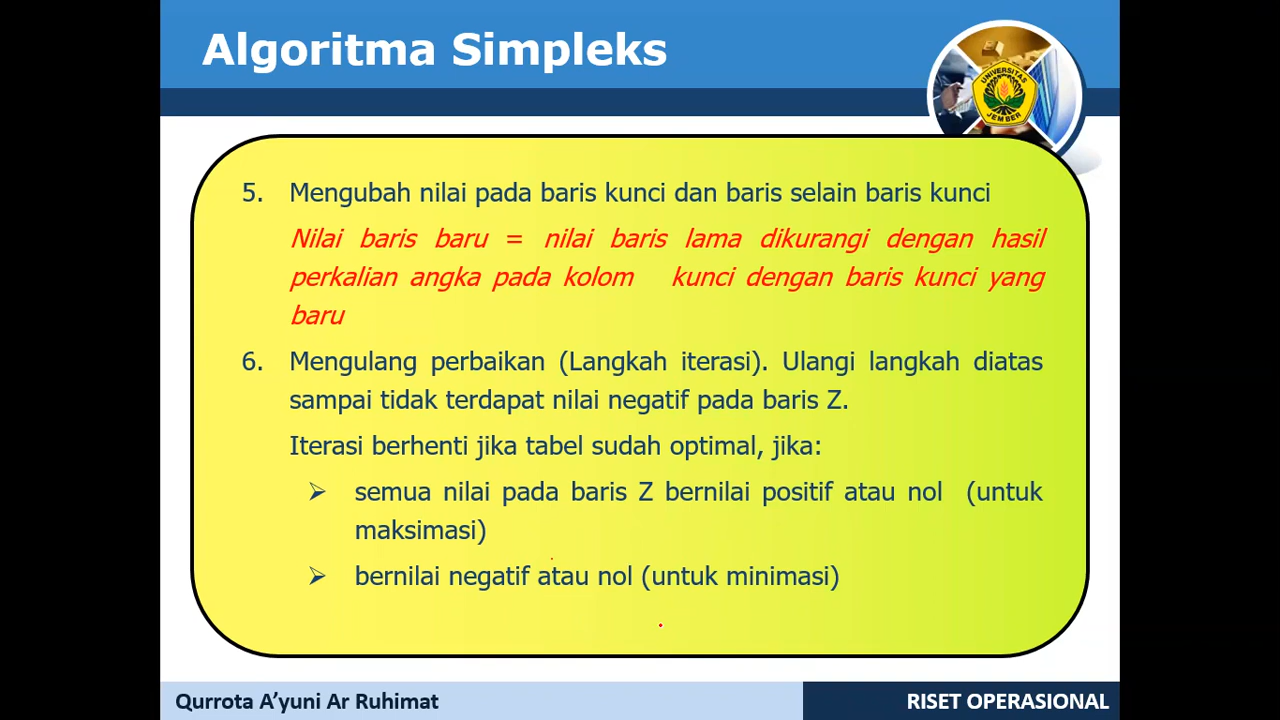 Algoritma Simpleks
UNIVERSITAS
JEMBER
5. Mengubah nilai pada baris kunci dan baris selain baris kunci
Nilai baris baru = nilai baris lama dikurangi dengan hasil
perkalian angka pada kolom kunci dengan baris kunci yang
baru
6. Mengulang perbaikan (Langkah iterasi). Ulangi langkah diatas
sampai tidak terdapat nilai negatif pada baris Z.
Iterasi berhenti jika tabel sudah optimal, jika:
➢ semua nilai pada baris Z bernilai positif atau nol (untuk
maksimasi)
➢ bernilai negatif atau nol (untuk minimasi)
Qurrota A’yuni Ar Ruhimat
RISET OPERASIONAL